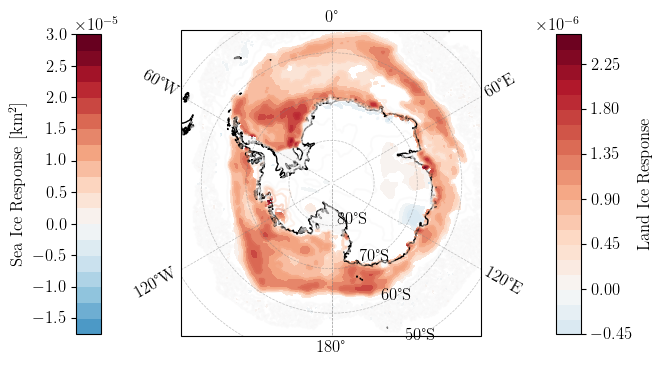 ×10⁻⁵
3.0
2.5
2.0
1.5
1.0
0.5
0.0
−0.5
−1.0
−1.5
Sea Ice Response [km²]
0°
60°W
60°E
120°W
120°E
180°
80°S
70°S
60°S
50°S
×10⁻⁶
2.25
1.80
1.35
0.90
0.45
0.00
−0.45
Land Ice Response